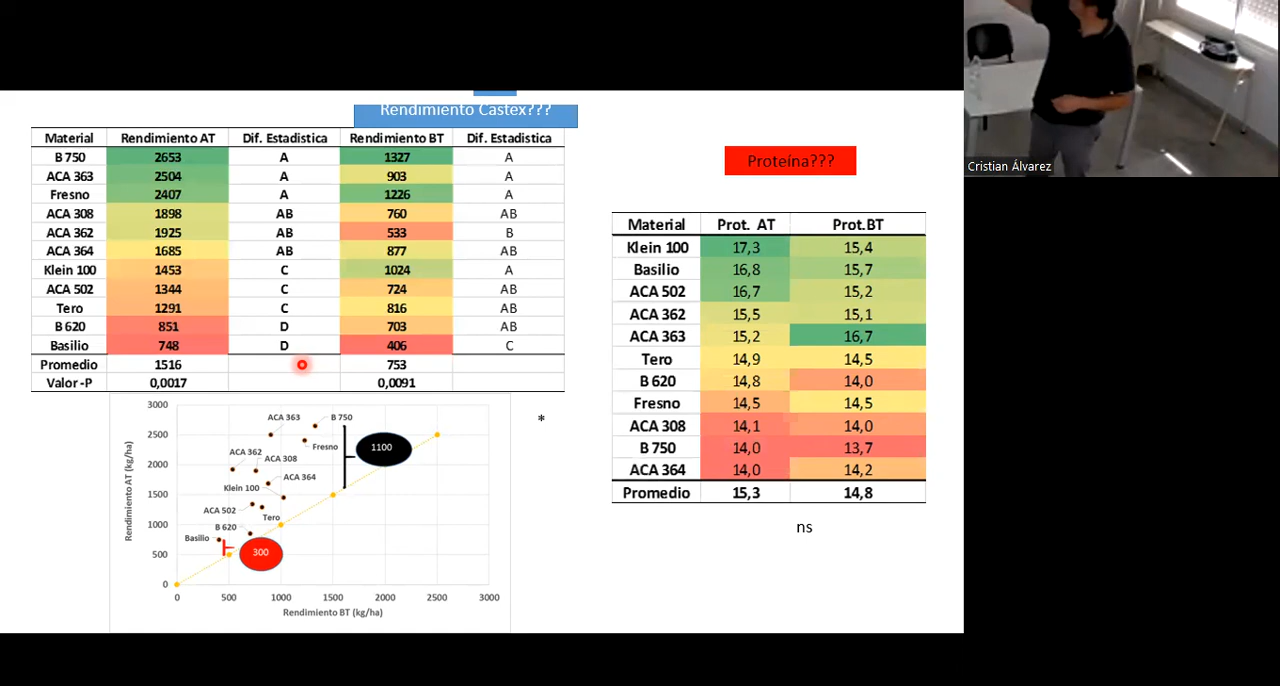 Rendimiento Castex???
Material Rendimiento AT Dif. Estadistica Rendimiento BT Dif. Estadistica
B 750 2653 A 1327 A
ACA 363 2504 A 903 A
Fresno 2407 A 1226 A
ACA 308 1898 AB 760 AB
ACA 362 1925 AB 533 B
ACA 364 1685 AB 877 AB
Klein 100 1453 C 1024 A
ACA 502 1344 C 724 AB
Tero 1291 C 816 AB
B 620 851 D 703 AB
Basilio 748 D 406 C
Promedio 1516 753
Valor -P 0,0017 0,0091
Rendimiento AT (kg/ha)
3000
2500
2000
1500
1000
500
0
ACA 363
B 750
Fresno
ACA 362
ACA 308
ACA 364
Klein 100
ACA 502
Tero
B 620
Basilio
1100
300
0 500 1000 1500 2000 2500 3000
Rendimiento BT (kg/ha)
*
Proteína???
Material Prot. AT Prot.BT
Klein 100 17,3 15,4
Basilio 16,8 15,7
ACA 502 16,7 15,2
ACA 362 15,5 15,1
ACA 363 15,2 16,7
Tero 14,9 14,5
B 620 14,8 14,0
Fresno 14,5 14,5
ACA 308 14,1 14,0
B 750 14,0 13,7
ACA 364 14,0 14,2
Promedio 15,3 14,8
ns
Cristian Álvarez